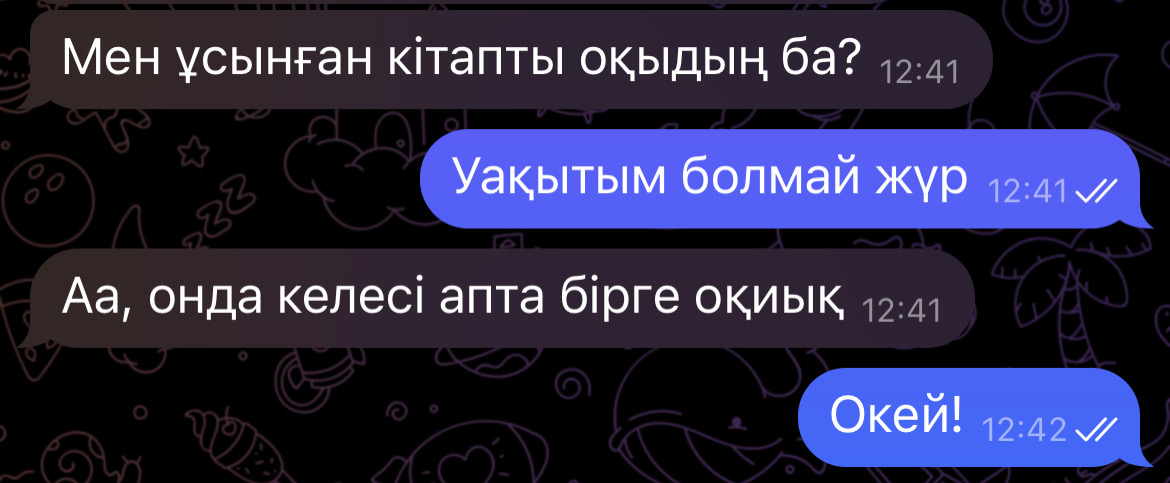 Мен ұсынған кітапты оқыдың ба? 12:41
Уақытым болмай жүр 12:41
Аа, онда келесі апта бірге оқиық 12:41
Окей! 12:42